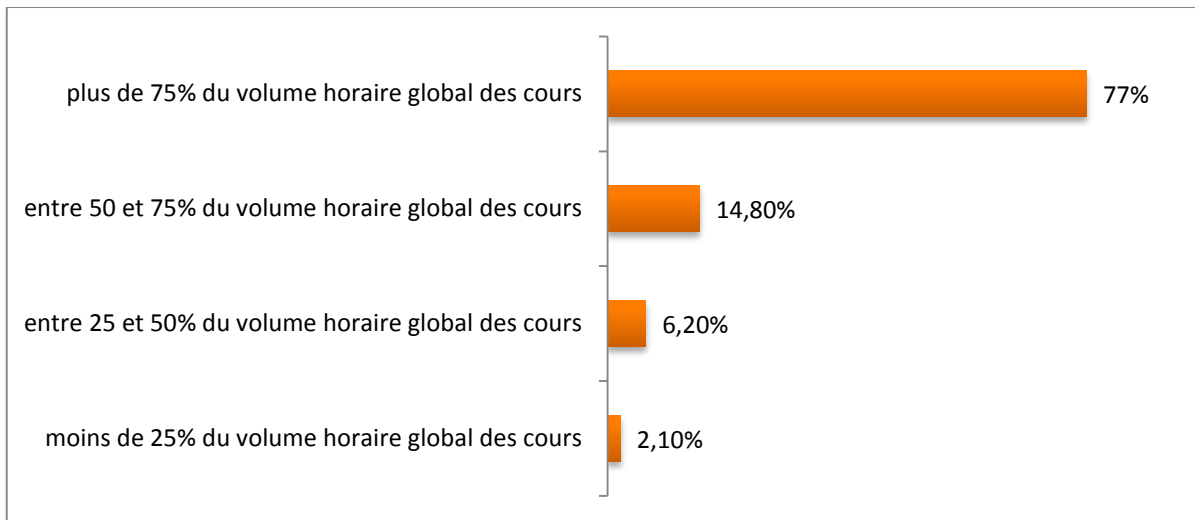 plus de 75% du volume horaire global des cours 77%
entre 50 et 75% du volume horaire global des cours 14,80%
entre 25 et 50% du volume horaire global des cours 6,20%
moins de 25% du volume horaire global des cours 2,10%